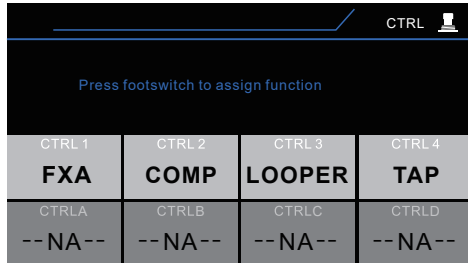 CTRL
Press footswitch to assign function
CTRL 1 CTRL 2 CTRL 3 CTRL 4
FXA COMP LOOPER TAP
CTRLA CTRLB CTRLC CTRLD
--NA-- --NA-- --NA-- --NA--